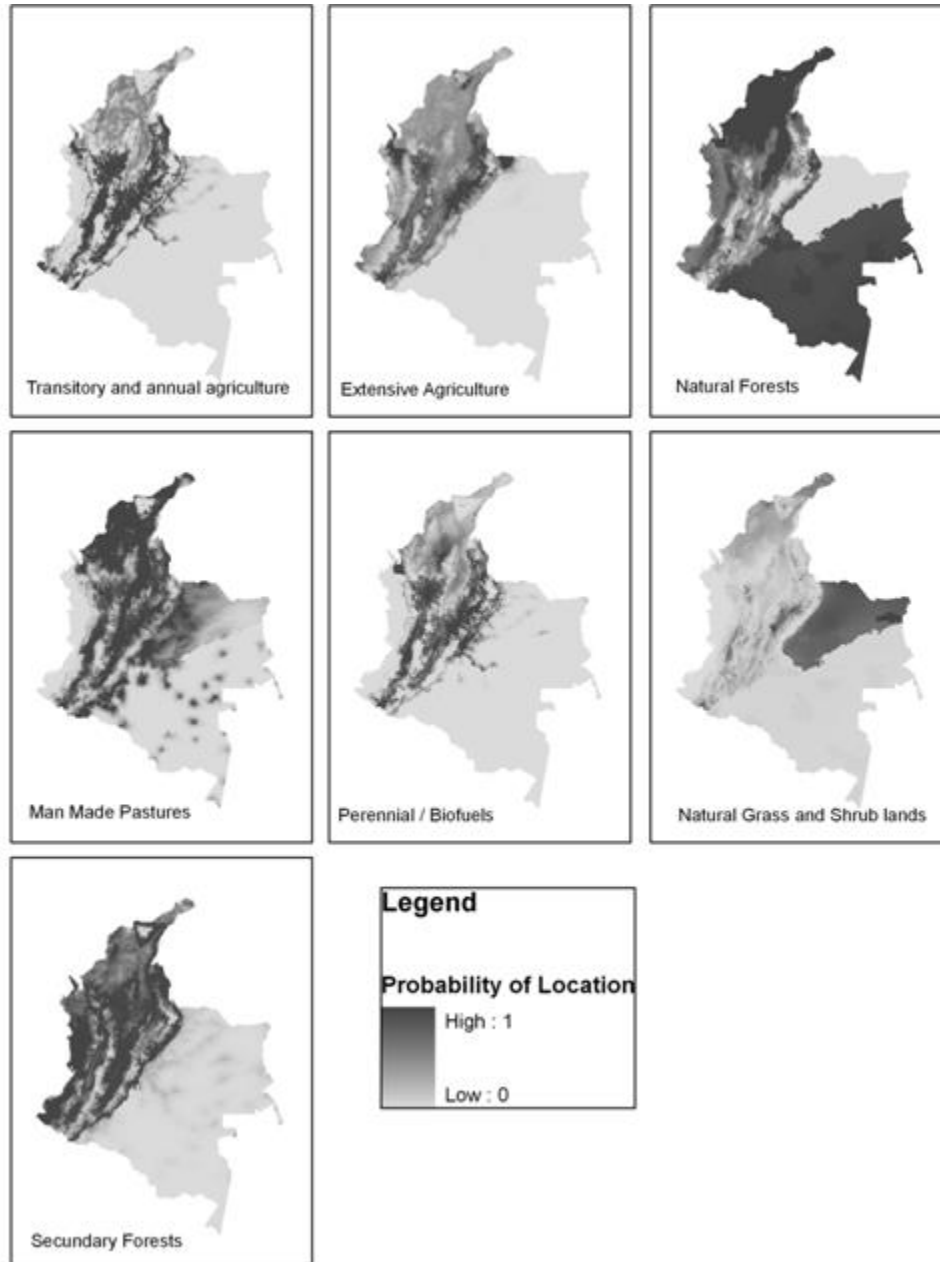 Transitory and annual agriculture
Extensive Agriculture
Natural Forests
Man Made Pastures
Perennial / Biofuels
Natural Grass and Shrub lands
Secundary Forests
Legend
Probability of Location
High : 1
Low : 0